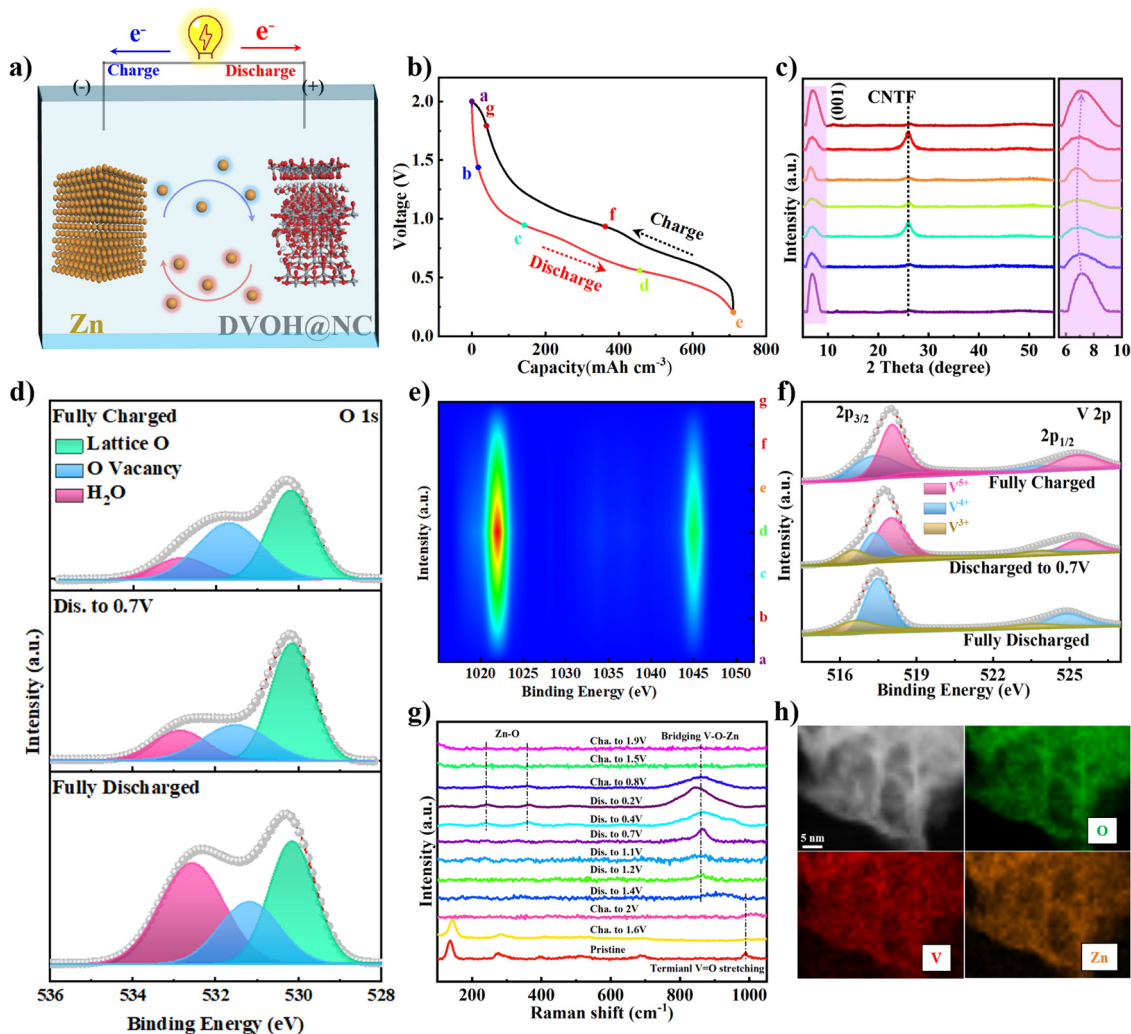 a)
e⁻
e⁻
Charge
Discharge
(-)
(+)
Zn
DVOH@NC
b)
Voltage (V)
2.0
1.5
1.0
0.5
0.0
a
g
b
c
f
d
e
Charge
Discharge
0 200 400 600 800
Capacity(mAh cm⁻³)
c)
Intensity (a.u.)
(001)
CNTF
10 20 30 40 50
6 8 10
2 Theta (degree)
d)
Fully Charged
O 1s
Lattice O
O Vacancy
H₂O
Dis. to 0.7V
Fully Discharged
Intensity (a.u.)
536 534 532 530 528
Binding Energy (eV)
e)
Intensity (a.u.)
g
f
e
d
c
b
a
1020 1025 1030 1035 1040 1045 1050
Binding Energy (eV)
f)
Intensity (a.u.)
2p₃/₂
V 2p
2p₁/₂
Fully Charged
V⁵⁺
V⁴⁺
V³⁺
Discharged to 0.7V
Fully Discharged
516 519 522 525
Binding Energy (eV)
g)
Intensity (a.u.)
Zn-O
Bridging V-O-Zn
Cha. to 1.9V
Cha. to 1.5V
Cha. to 0.8V
Dis. to 0.2V
Dis. to 0.4V
Dis. to 0.7V
Dis. to 1.1V
Dis. to 1.2V
Dis. to 1.4V
Cha. to 2V
Cha. to 1.6V
Pristine
Termianl V=O stretching
200 400 600 800 1000
Raman shift (cm⁻¹)
h)
5 nm
O
V
Zn